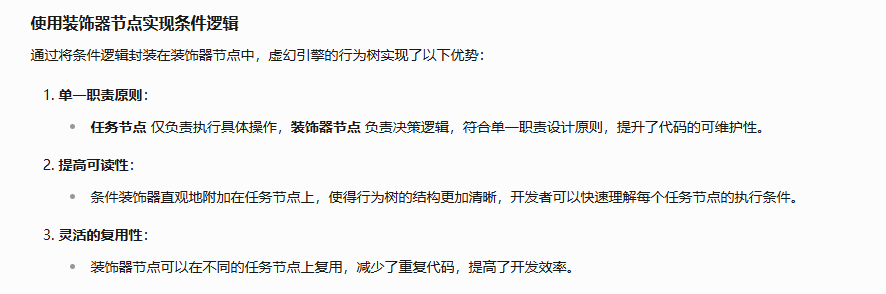 使用装饰器节点实现条件逻辑
通过将条件逻辑封装在装饰器节点中，虚幻引擎的行为树实现了以下优势：
1. 单一职责原则：
• 任务节点 仅负责执行具体操作，装饰器节点 负责决策逻辑，符合单一职责设计原则，提升了代码的可维护性。
2. 提高可读性：
• 条件装饰器直观地附加在任务节点上，使得行为树的结构更加清晰，开发者可以快速理解每个任务节点的执行条件。
3. 灵活的复用性：
• 装饰器节点可以在不同的任务节点上复用，减少了重复代码，提高了开发效率。